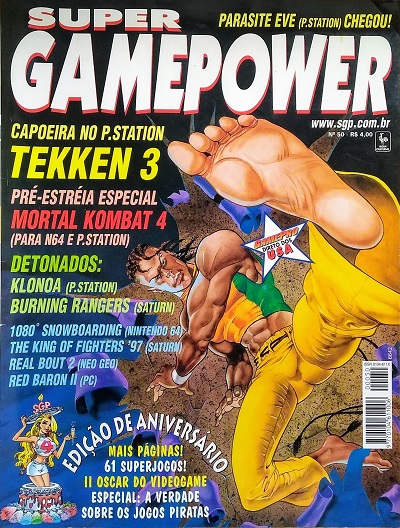 PARASITE EVE (P.STATION) CHEGOU!
SUPER
GAMEPOWER
www.sgp.com.br
Nº 50 - R$ 4,00
CAPOEIRA NO P.STATION
TEKKEN 3
PRÉ-ESTRÉIA ESPECIAL
MORTAL KOMBAT 4
(PARA N64 E P.STATION)
DIRETO DOS
USA
DETONADOS:
KLONOA (P.STATION)
BURNING RANGERS (SATURN)
1080° SNOWBOARDING (NINTENDO 64)
THE KING OF FIGHTERS '97 (SATURN)
REAL BOUT 2 (NEO GEO)
RED BARON II (PC)
SGP
EDIÇÃO DE ANIVERSÁRIO
MAIS PÁGINAS!
61 SUPERJOGOS!
II OSCAR DO VIDEOGAME
ESPECIAL: A VERDADE
SOBRE OS JOGOS PIRATAS